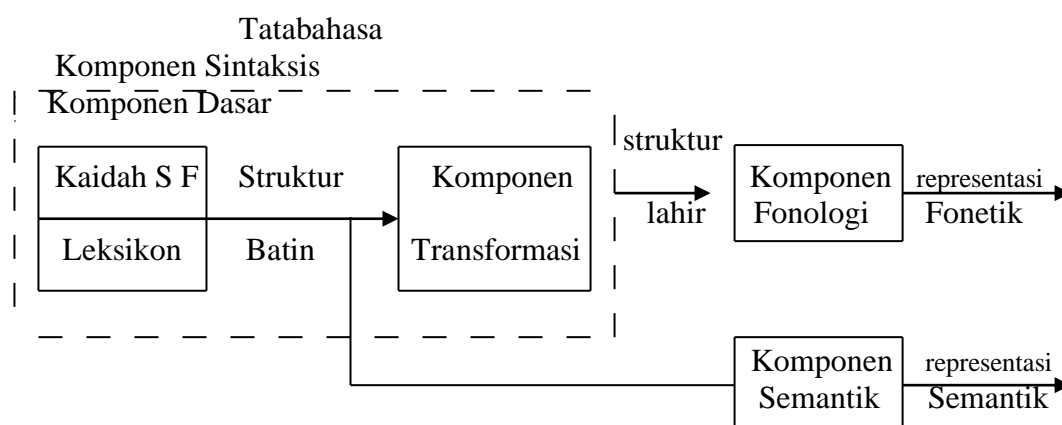 Tatabahasa
Komponen Sintaksis
Komponen Dasar
Kaidah S F
Leksikon
Struktur
Batin
Komponen
Transformasi
struktur
lahir
Komponen
Fonologi
representasi
Fonetik
Komponen
Semantik
representasi
Semantik